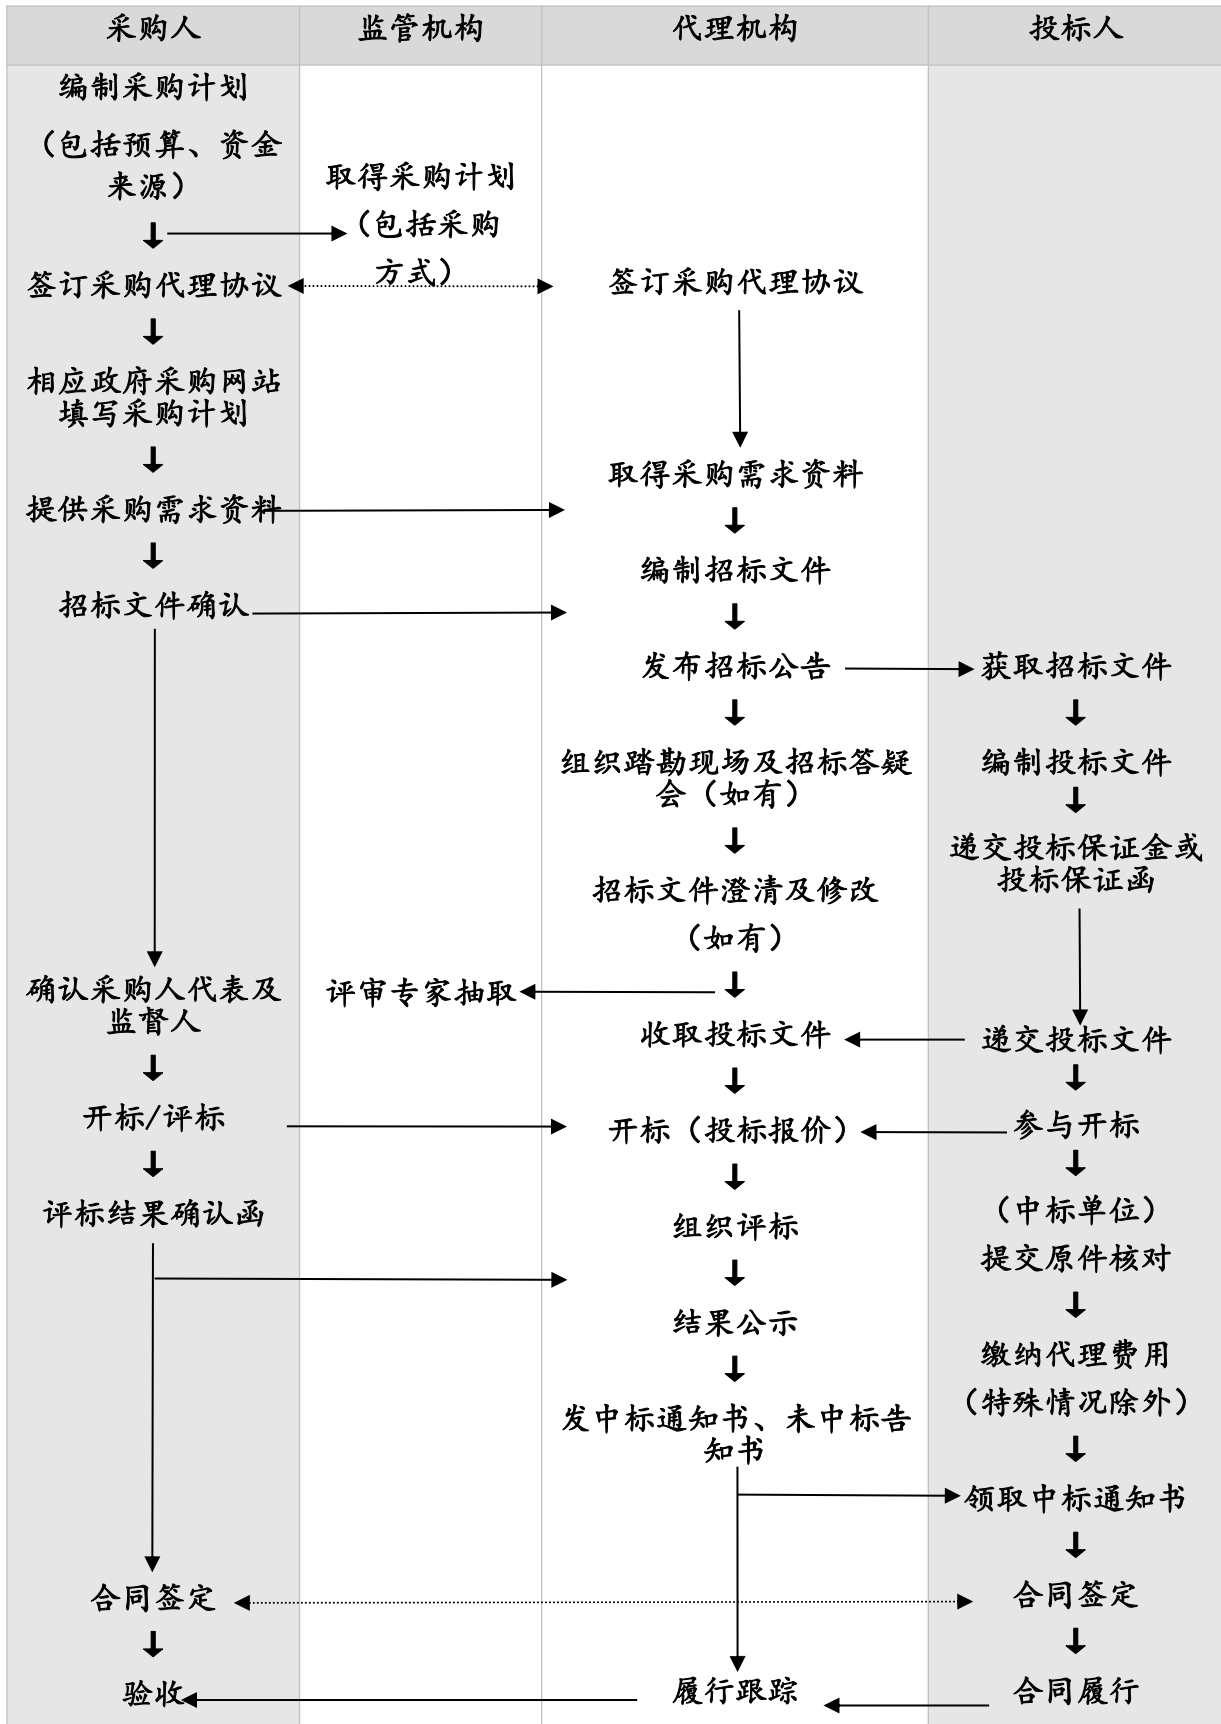 采购人
监管机构
代理机构
投标人
编制采购计划
（包括预算、资金
来源）
签订采购代理协议
相应政府采购网站
填写采购计划
提供采购需求资料
招标文件确认
确认采购人代表及
监督人
开标/评标
评标结果确认函
合同签定
验收
取得采购计划
（包括采购
方式）
评审专家抽取
签订采购代理协议
取得采购需求资料
编制招标文件
发布招标公告
组织踏勘现场及招标答疑
会（如有）
招标文件澄清及修改
（如有）
收取投标文件
开标（投标报价）
组织评标
结果公示
发中标通知书、未中标告
知书
履行跟踪
获取招标文件
编制投标文件
递交投标保证金或
投标保证函
递交投标文件
参与开标
（中标单位）
提交原件核对
缴纳代理费用
（特殊情况除外）
领取中标通知书
合同签定
合同履行